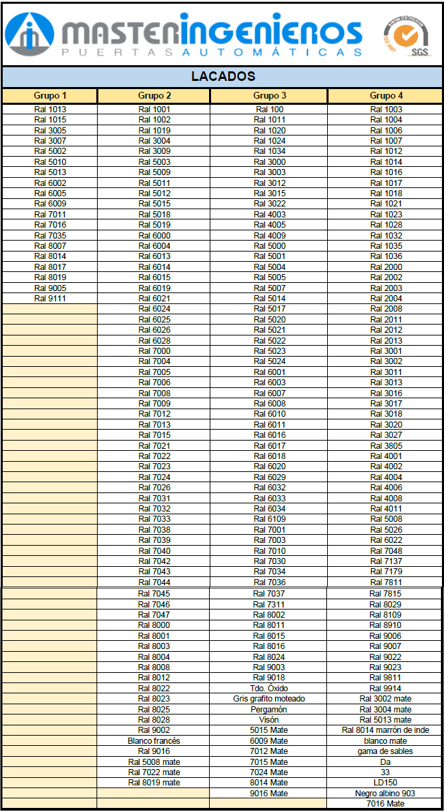 MASTERINGENIEROS
PUERTAS AUTOMÁTICAS
SGS
LACADOS
Grupo 1 Grupo 2 Grupo 3 Grupo 4
Ral 1013 Ral 1001 Ral 100 Ral 1003
Ral 1015 Ral 1002 Ral 1011 Ral 1004
Ral 3005 Ral 1019 Ral 1020 Ral 1006
Ral 3007 Ral 3004 Ral 1024 Ral 1007
Ral 5002 Ral 3009 Ral 1034 Ral 1012
Ral 5010 Ral 5003 Ral 3000 Ral 1014
Ral 5013 Ral 5009 Ral 3003 Ral 1016
Ral 6002 Ral 5011 Ral 3012 Ral 1017
Ral 6005 Ral 5012 Ral 3015 Ral 1018
Ral 6009 Ral 5015 Ral 3022 Ral 1021
Ral 7011 Ral 5018 Ral 4003 Ral 1023
Ral 7016 Ral 5019 Ral 4005 Ral 1028
Ral 7035 Ral 6000 Ral 4009 Ral 1032
Ral 8007 Ral 6004 Ral 5000 Ral 1035
Ral 8014 Ral 6013 Ral 5001 Ral 1036
Ral 8017 Ral 6014 Ral 5004 Ral 2000
Ral 8019 Ral 6015 Ral 5005 Ral 2002
Ral 9005 Ral 6019 Ral 5007 Ral 2003
Ral 9111 Ral 6021 Ral 5014 Ral 2004
Ral 6024 Ral 5017 Ral 2008
Ral 6025 Ral 5020 Ral 2011
Ral 6026 Ral 5021 Ral 2012
Ral 6028 Ral 5022 Ral 2013
Ral 7000 Ral 5023 Ral 3001
Ral 7004 Ral 5024 Ral 3002
Ral 7005 Ral 6001 Ral 3011
Ral 7006 Ral 6003 Ral 3013
Ral 7008 Ral 6007 Ral 3016
Ral 7009 Ral 6008 Ral 3017
Ral 7012 Ral 6010 Ral 3018
Ral 7013 Ral 6011 Ral 3020
Ral 7015 Ral 6016 Ral 3027
Ral 7021 Ral 6017 Ral 3805
Ral 7022 Ral 6018 Ral 4001
Ral 7023 Ral 6020 Ral 4002
Ral 7024 Ral 6029 Ral 4004
Ral 7026 Ral 6032 Ral 4006
Ral 7031 Ral 6033 Ral 4008
Ral 7032 Ral 6034 Ral 4011
Ral 7033 Ral 6109 Ral 5008
Ral 7038 Ral 7001 Ral 5026
Ral 7039 Ral 7003 Ral 6022
Ral 7040 Ral 7010 Ral 7048
Ral 7042 Ral 7030 Ral 7137
Ral 7043 Ral 7034 Ral 7179
Ral 7044 Ral 7036 Ral 7811
Ral 7045 Ral 7037 Ral 7815
Ral 7046 Ral 7311 Ral 8029
Ral 7047 Ral 8002 Ral 8109
Ral 8000 Ral 8011 Ral 8910
Ral 8001 Ral 8015 Ral 9006
Ral 8003 Ral 8016 Ral 9007
Ral 8004 Ral 8024 Ral 9022
Ral 8008 Ral 9003 Ral 9023
Ral 8012 Ral 9018 Ral 9811
Ral 8022 Tdo. Óxido Ral 9914
Ral 8023 Gris grafito moteado Ral 3002 mate
Ral 8025 Pergamón Ral 3004 mate
Ral 8028 Visón Ral 5013 mate
Ral 9002 5015 Mate Ral 8014 marrón de inde
Blanco francés 6009 Mate blanco mate
Ral 9016 7012 Mate gama de sables
Ral 5008 mate 7015 Mate Da
Ral 7022 mate 7024 Mate 33
Ral 8019 mate 8014 Mate LD150
9016 Mate Negro albino 903
7016 Mate